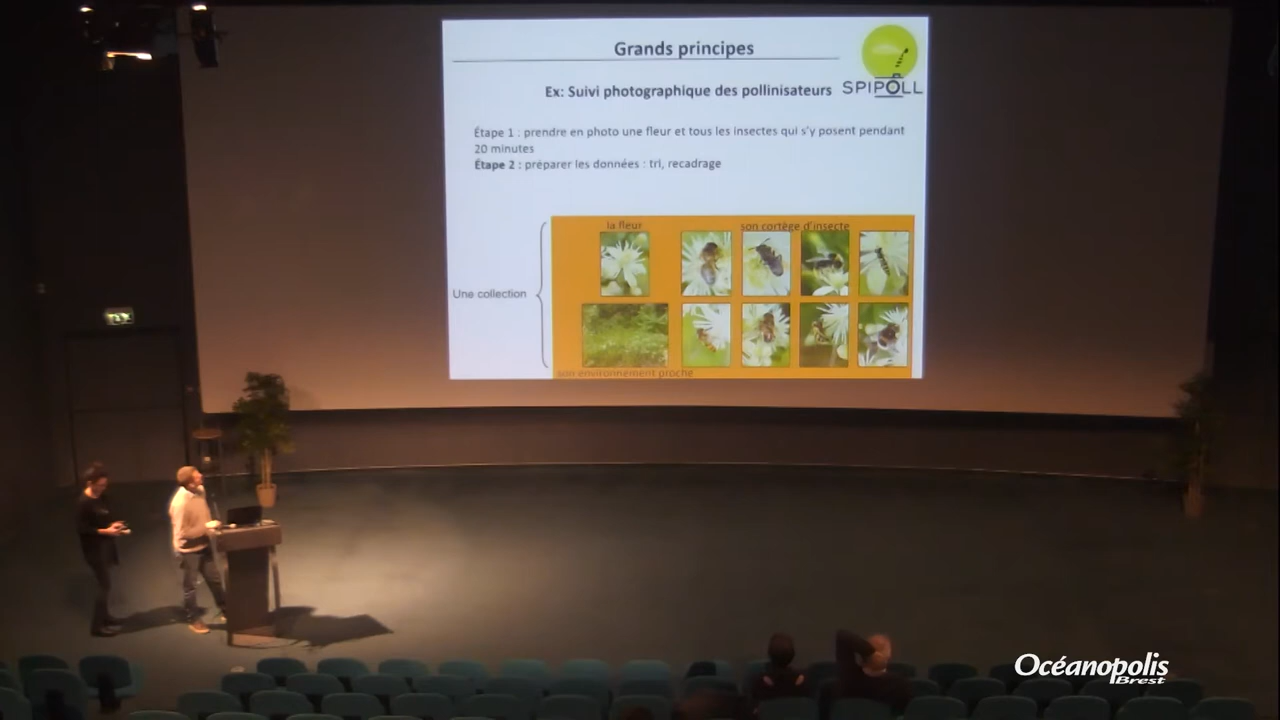 Grands principes
Ex: Suivi photographique des pollinisateurs
SPIPOLL
Étape 1 : prendre en photo une fleur et tous les insectes qui s'y posent pendant
20 minutes
Étape 2 : préparer les données : tri, recadrage
la fleur
son cortège d'insecte
Une collection
son environnement proche
Océanopolis
Brest